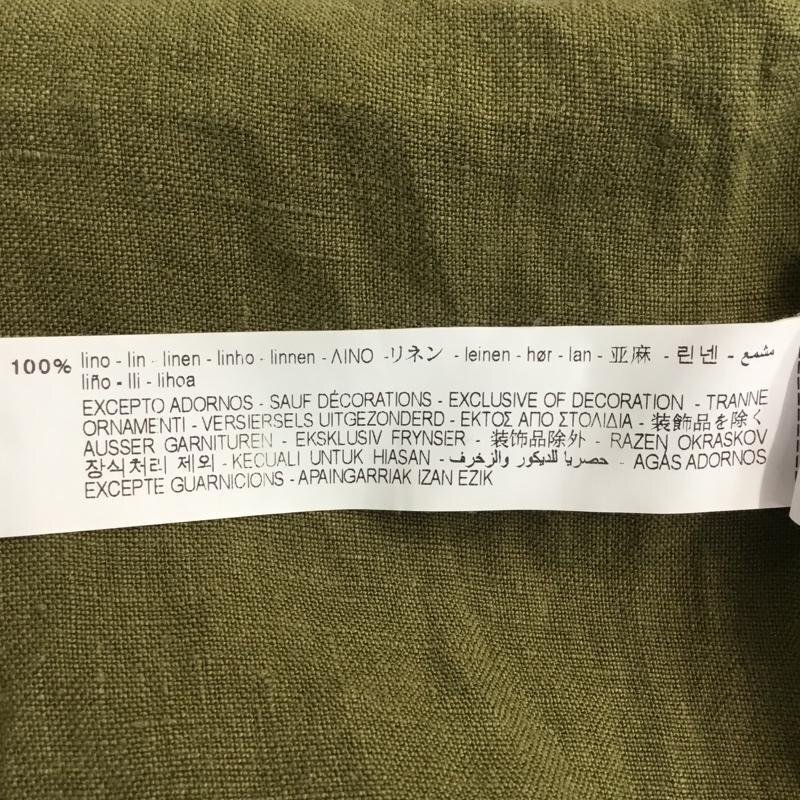 100% lino - lin - linen - linho - linnen - ΛΙΝΟ - リネン - leinen - hør - lan - 亚麻 - 린넨 - مشمع
liño - lli - lihoa
EXCEPTO ADORNOS - SAUF DÉCORATIONS - EXCLUSIVE OF DECORATION - TRANNE
ORNAMENTI - VERSIERSELS UITGEZONDERD - ΕΚΤΟΣ ΑΠΟ ΣΤΟΛΙΔΙΑ - 装飾品を除く
AUSSER GARNITUREN - EKSKLUSIV FRYNSER - 装饰品除外 - RAZEN OKRASKOV
장식처리 제외 - KECUALI UNTUK HIASAN - حصريا للديكور والزخرف - AGÁS ADORNOS
EXCEPTE GUARNICIONS - APAINGARRIAK IZAN EZIK